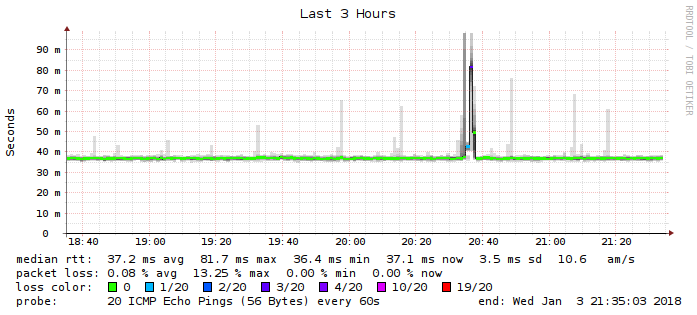 Last 3 Hours
RRDTOOL / TOBI OETIKER
Seconds
90 m
80 m
70 m
60 m
50 m
40 m
30 m
20 m
10 m
0
18:40 19:00 19:20 19:40 20:00 20:20 20:40 21:00 21:20
median rtt: 37.2 ms avg 81.7 ms max 36.4 ms min 37.1 ms now 3.5 ms sd 10.6 am/s
packet loss: 0.08 % avg 13.25 % max 0.00 % min 0.00 % now
loss color: 0 1/20 2/20 3/20 4/20 10/20 19/20
probe: 20 ICMP Echo Pings (56 Bytes) every 60s end: Wed Jan 3 21:35:03 2018